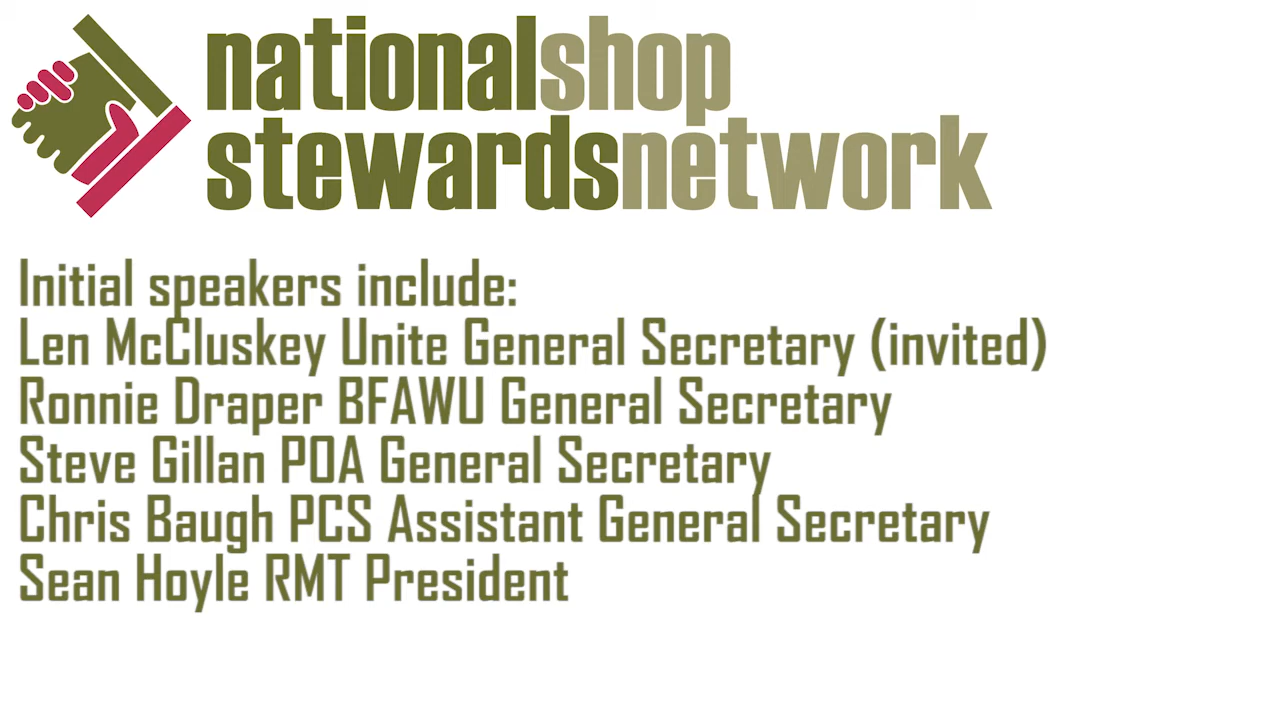 nationalshop
stewardsnetwork
Initial speakers include:
Len McCluskey Unite General Secretary (invited)
Ronnie Draper BFAWU General Secretary
Steve Gillan POA General Secretary
Chris Baugh PCS Assistant General Secretary
Sean Hoyle RMT President